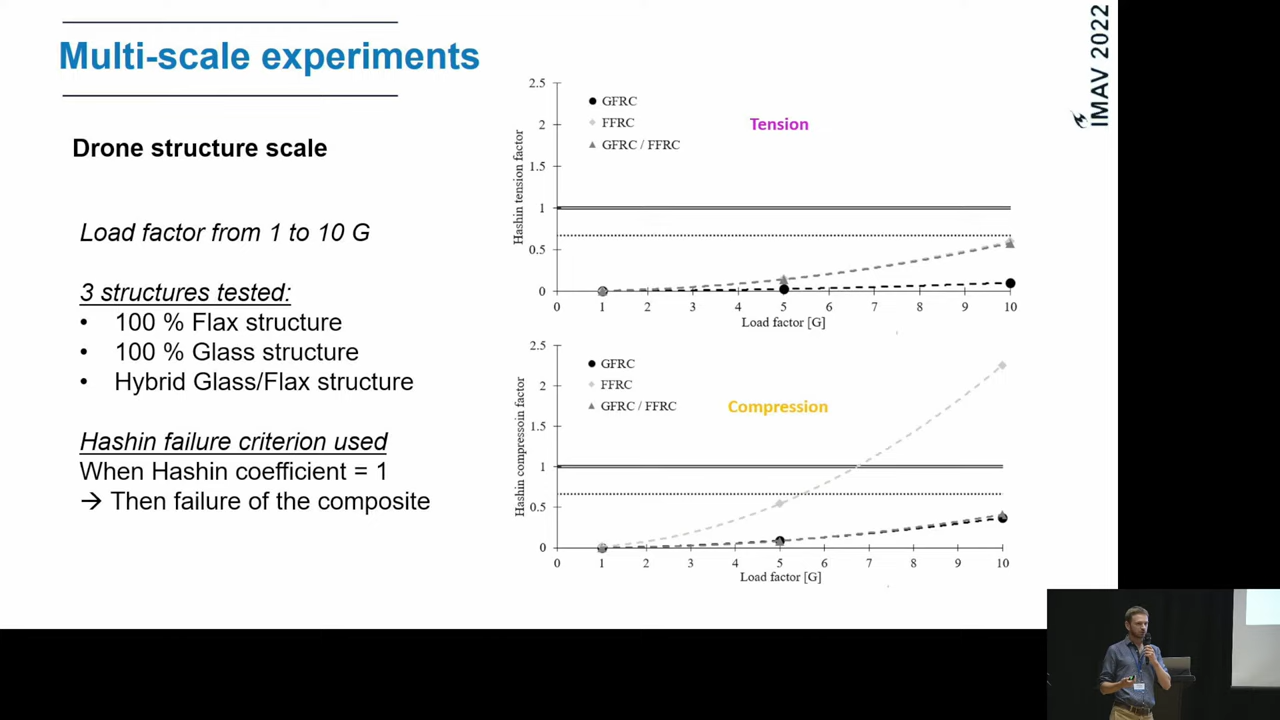 Multi-scale experiments
IMAV 2022
Drone structure scale
Load factor from 1 to 10 G
3 structures tested:
• 100 % Flax structure
• 100 % Glass structure
• Hybrid Glass/Flax structure
Hashin failure criterion used
When Hashin coefficient = 1
→ Then failure of the composite
Tension
GFRC
FFRC
GFRC / FFRC
Hashin tension factor
2.5
2
1.5
1
0.5
0
0 1 2 3 4 5 6 7 8 9 10
Load factor [G]
Compression
GFRC
FFRC
GFRC / FFRC
Hashin compressoin factor
2.5
2
1.5
1
0.5
0
0 1 2 3 4 5 6 7 8 9 10
Load factor [G]